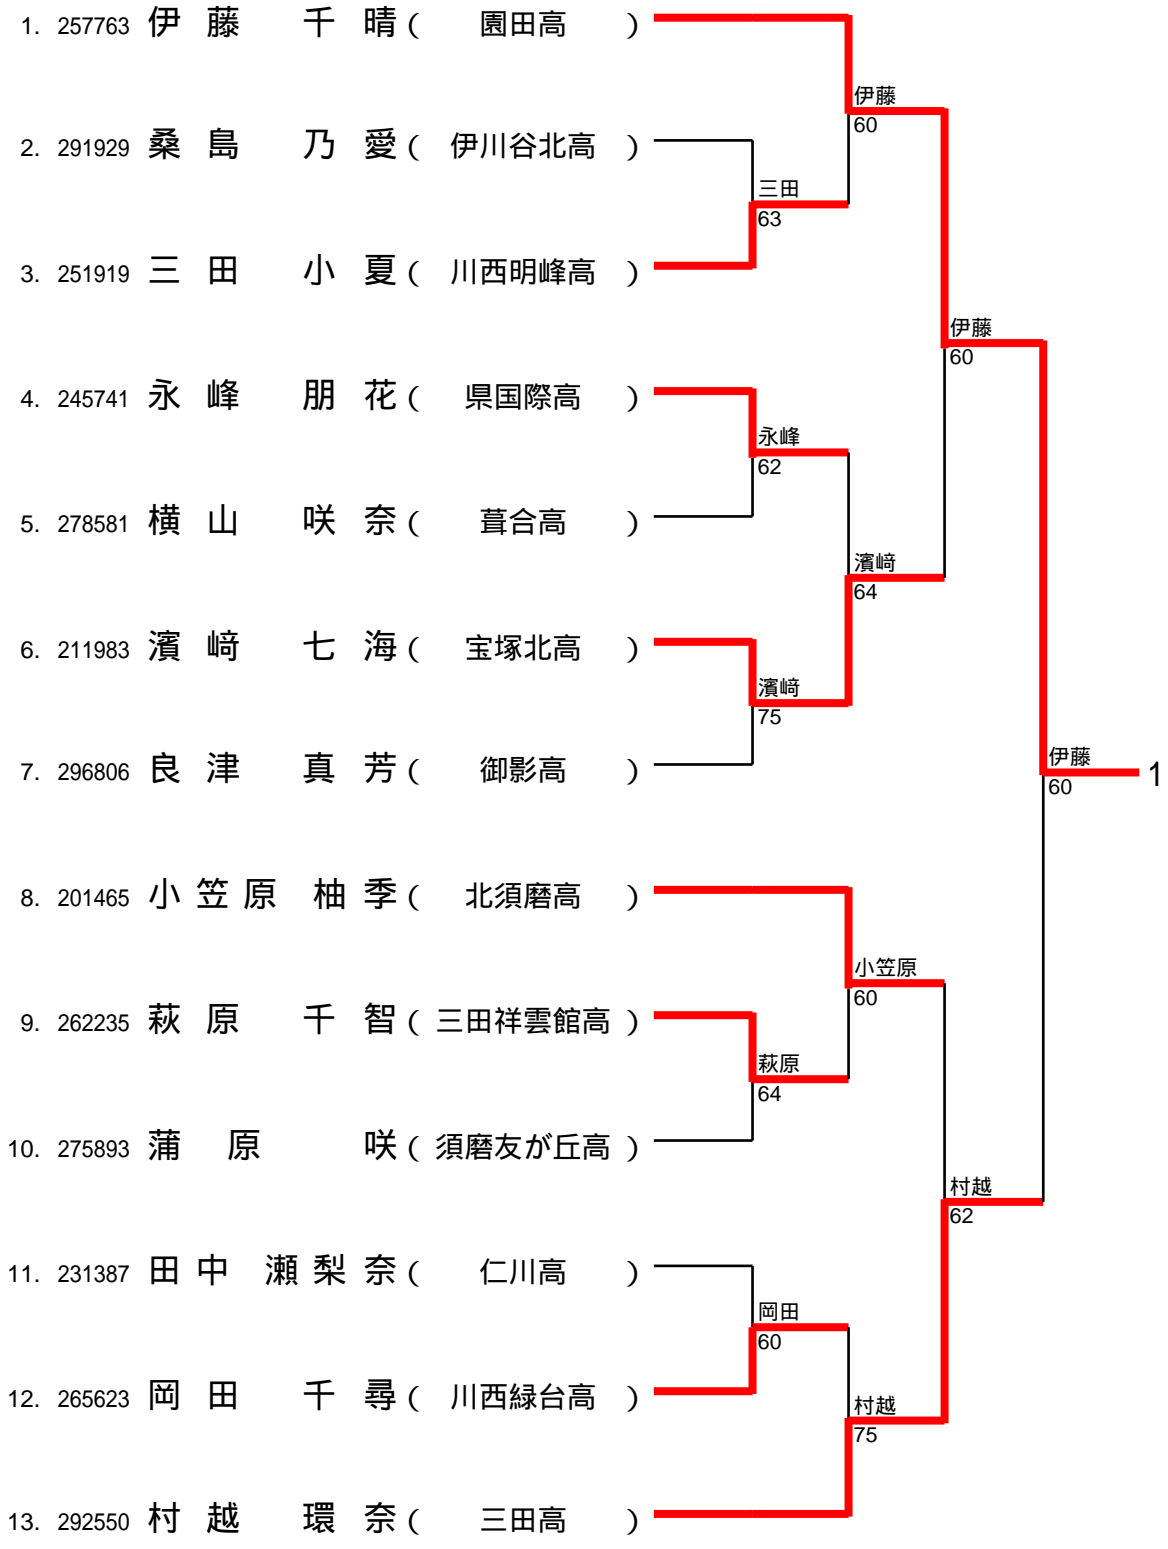 1. 257763 伊藤 千晴 ( 園田高 )
伊藤
60
2. 291929 桑島 乃愛 ( 伊川谷北高 )
三田
63
3. 251919 三田 小夏 ( 川西明峰高 )
伊藤
60
4. 245741 永峰 朋花 ( 県国際高 )
永峰
62
5. 278581 横山 咲奈 ( 葺合高 )
濱﨑
64
6. 211983 濱﨑 七海 ( 宝塚北高 )
濱﨑
75
7. 296806 良津 真芳 ( 御影高 )
伊藤
60
1
8. 201465 小笠原 柚季 ( 北須磨高 )
小笠原
60
9. 262235 萩原 千智 ( 三田祥雲館高 )
萩原
64
10. 275893 蒲原 咲 ( 須磨友が丘高 )
村越
62
11. 231387 田中 瀬梨奈 ( 仁川高 )
岡田
60
12. 265623 岡田 千尋 ( 川西緑台高 )
村越
75
13. 292550 村越 環奈 ( 三田高 )